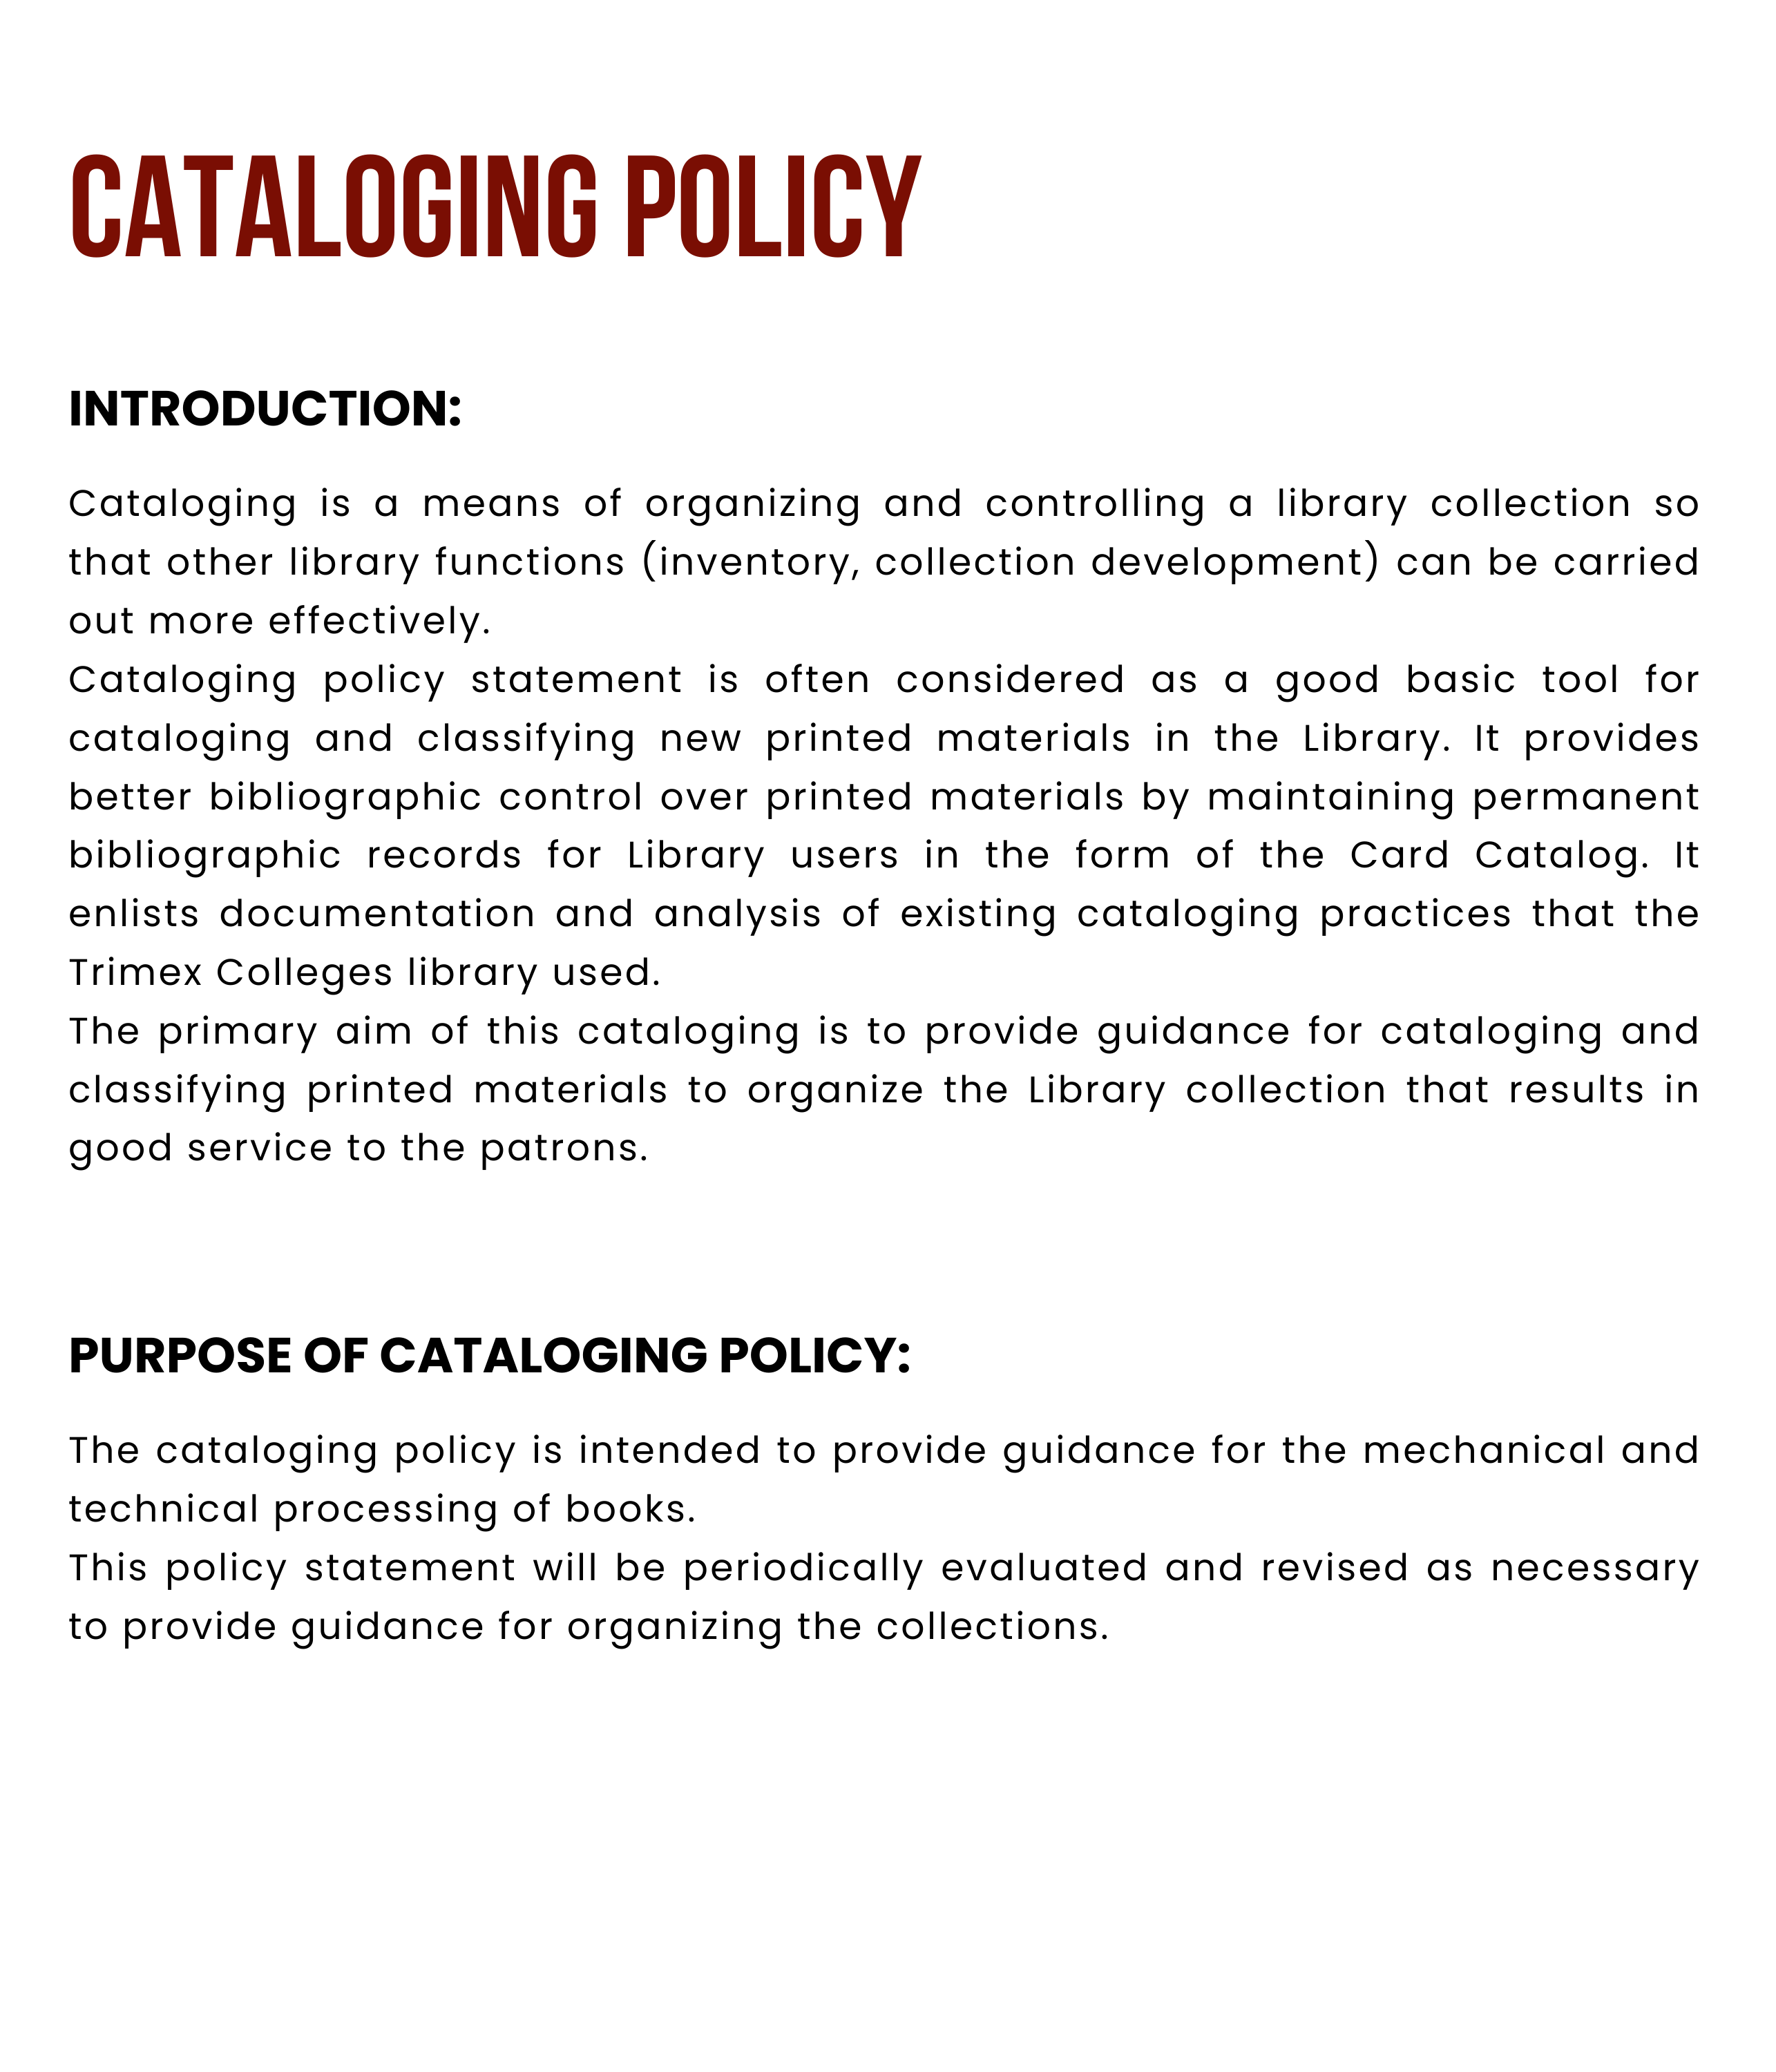 CATALOGING POLICY
INTRODUCTION:
Cataloging is a means of organizing and controlling a library collection so
that other library functions (inventory, collection development) can be carried
out more effectively.
Cataloging policy statement is often considered as a good basic tool for
cataloging and classifying new printed materials in the Library. It provides
better bibliographic control over printed materials by maintaining permanent
bibliographic records for Library users in the form of the Card Catalog. It
enlists documentation and analysis of existing cataloging practices that the
Trimex Colleges library used.
The primary aim of this cataloging is to provide guidance for cataloging and
classifying printed materials to organize the Library collection that results in
good service to the patrons.
PURPOSE OF CATALOGING POLICY:
The cataloging policy is intended to provide guidance for the mechanical and
technical processing of books.
This policy statement will be periodically evaluated and revised as necessary
to provide guidance for organizing the collections.